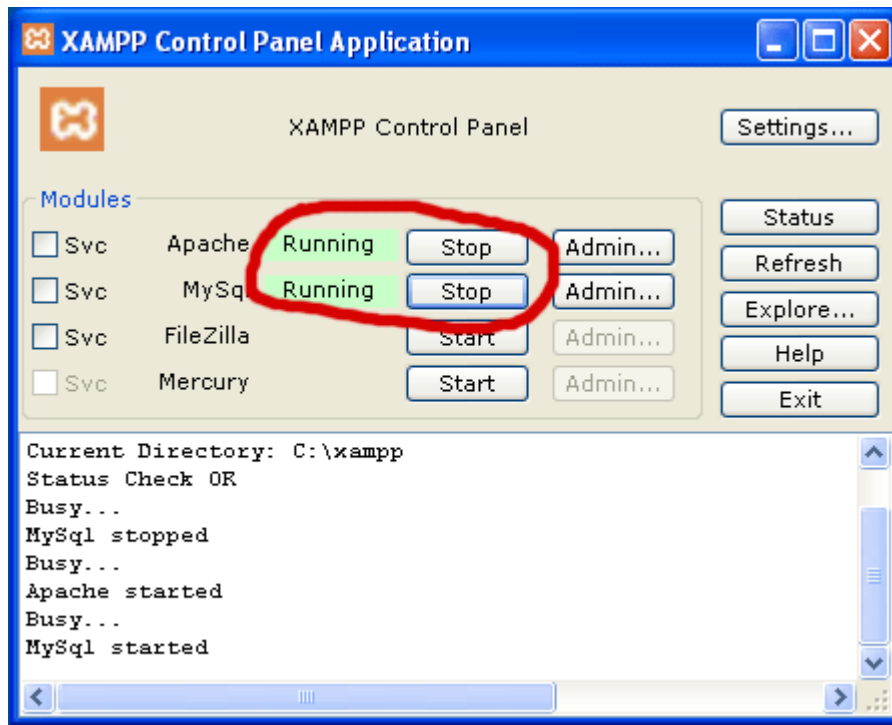 XAMPP Control Panel Application
XAMPP Control Panel
Settings...
Modules
Svc Apache Running Stop Admin...
Svc MySql Running Stop Admin...
Svc FileZilla Start Admin...
Svc Mercury Start Admin...
Status
Refresh
Explore...
Help
Exit
Current Directory: C:\xampp
Status Check OK
Busy...
MySql stopped
Busy...
Apache started
Busy...
MySql started